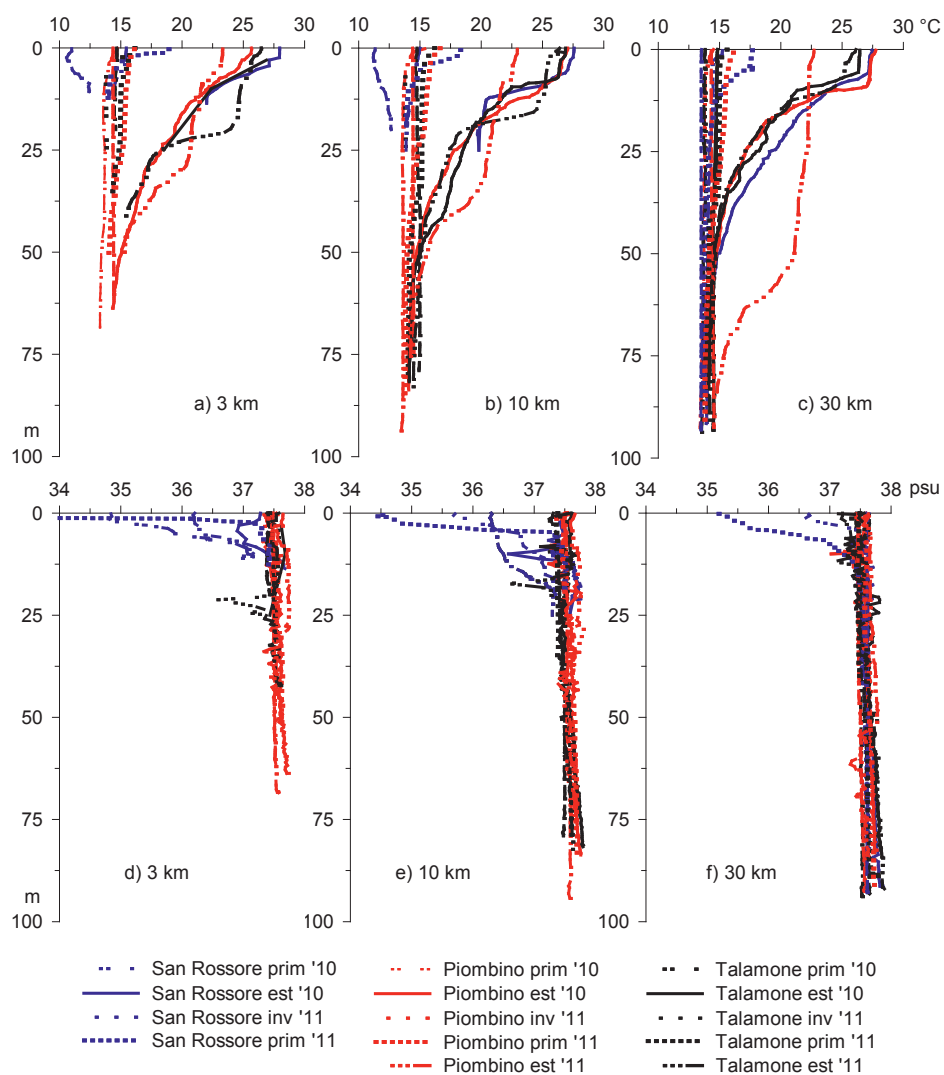 10 15 20 25 30 10 15 20 25 30 10 15 20 25 30 °C
0 0 0
25 25 25
50 50 50
75 75 75
a) 3 km b) 10 km c) 30 km
m
100 100 100
34 35 36 37 38 34 35 36 37 38 34 35 36 37 38 psu
0 0 0
25 25 25
50 50 50
75 75 75
d) 3 km e) 10 km f) 30 km
m
100 100 100
San Rossore prim '10 Piombino prim '10 Talamone prim '10
San Rossore est '10 Piombino est '10 Talamone est '10
San Rossore inv '11 Piombino inv '11 Talamone inv '11
San Rossore prim '11 Piombino prim '11 Talamone prim '11
Piombino est '11 Talamone est '11